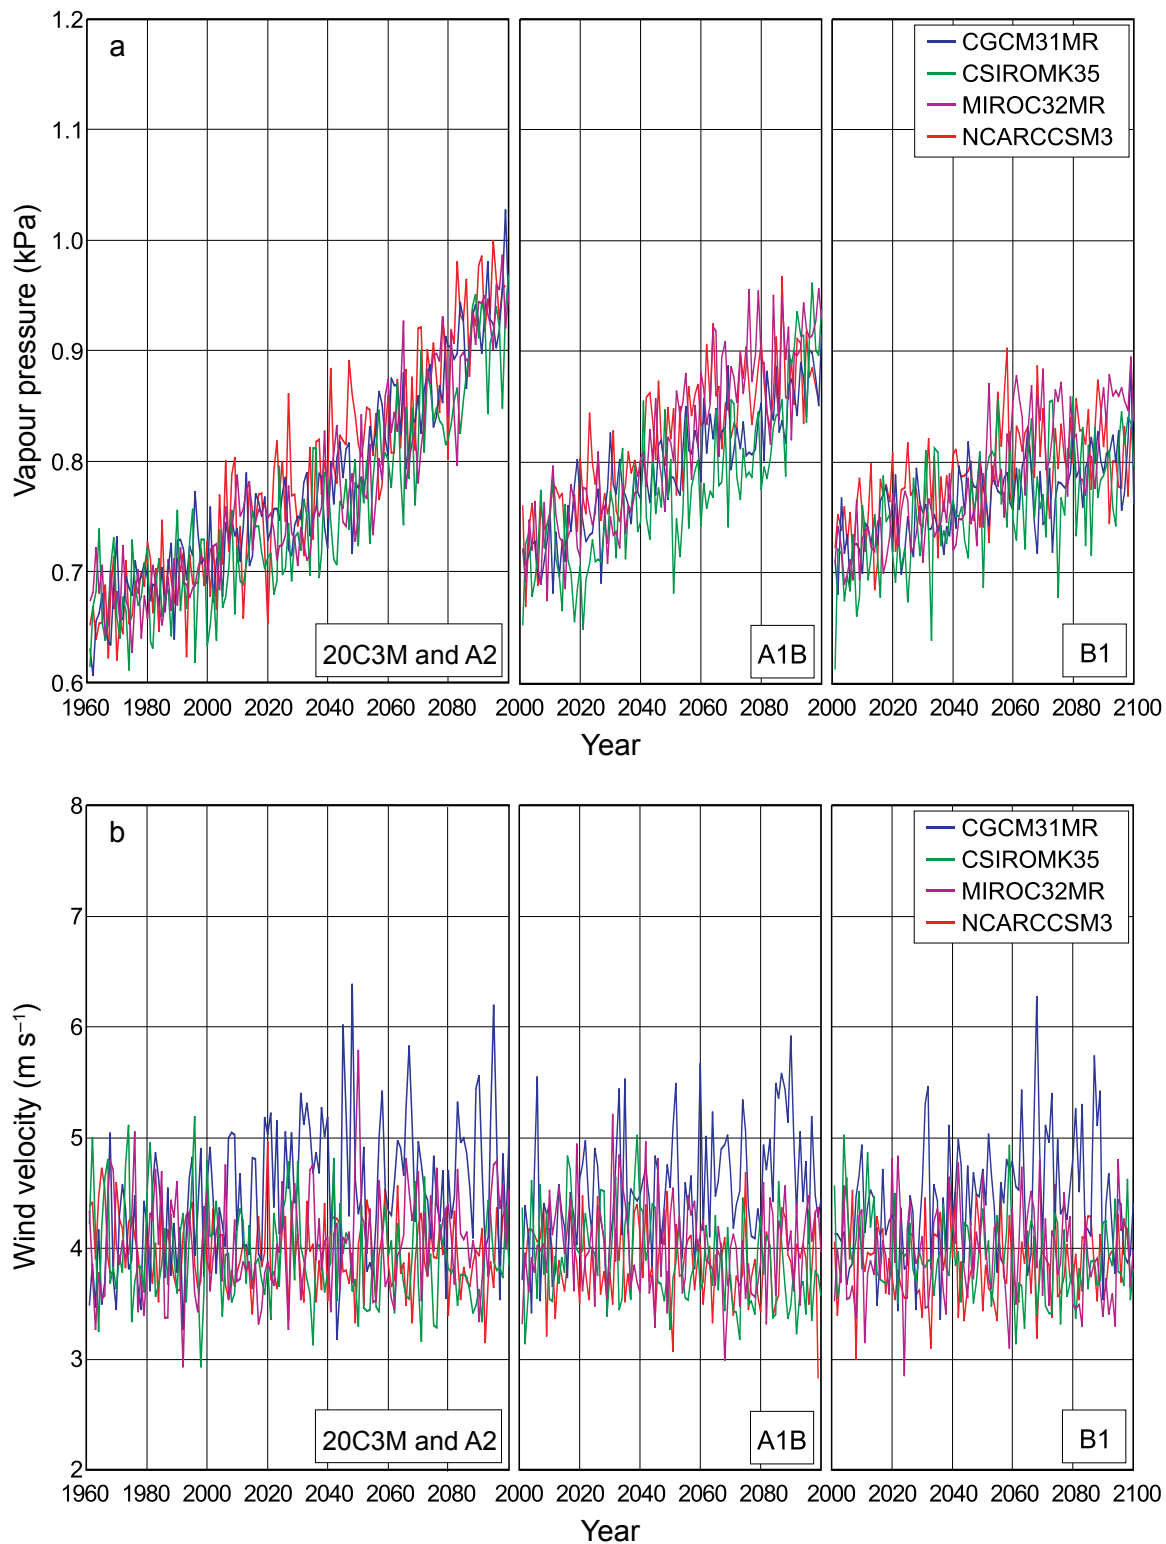 a
1.2
1.1
1.0
0.9
0.8
0.7
0.6
Vapour pressure (kPa)
CGCM31MR
CSIROMK35
MIROC32MR
NCARCCSM3
20C3M and A2
A1B
B1
1960 1980 2000 2020 2040 2060 2080 2000 2020 2040 2060 2080 2000 2020 2040 2060 2080 2100
Year
b
8
7
6
5
4
3
2
Wind velocity (m s⁻¹)
CGCM31MR
CSIROMK35
MIROC32MR
NCARCCSM3
20C3M and A2
A1B
B1
1960 1980 2000 2020 2040 2060 2080 2000 2020 2040 2060 2080 2000 2020 2040 2060 2080 2100
Year